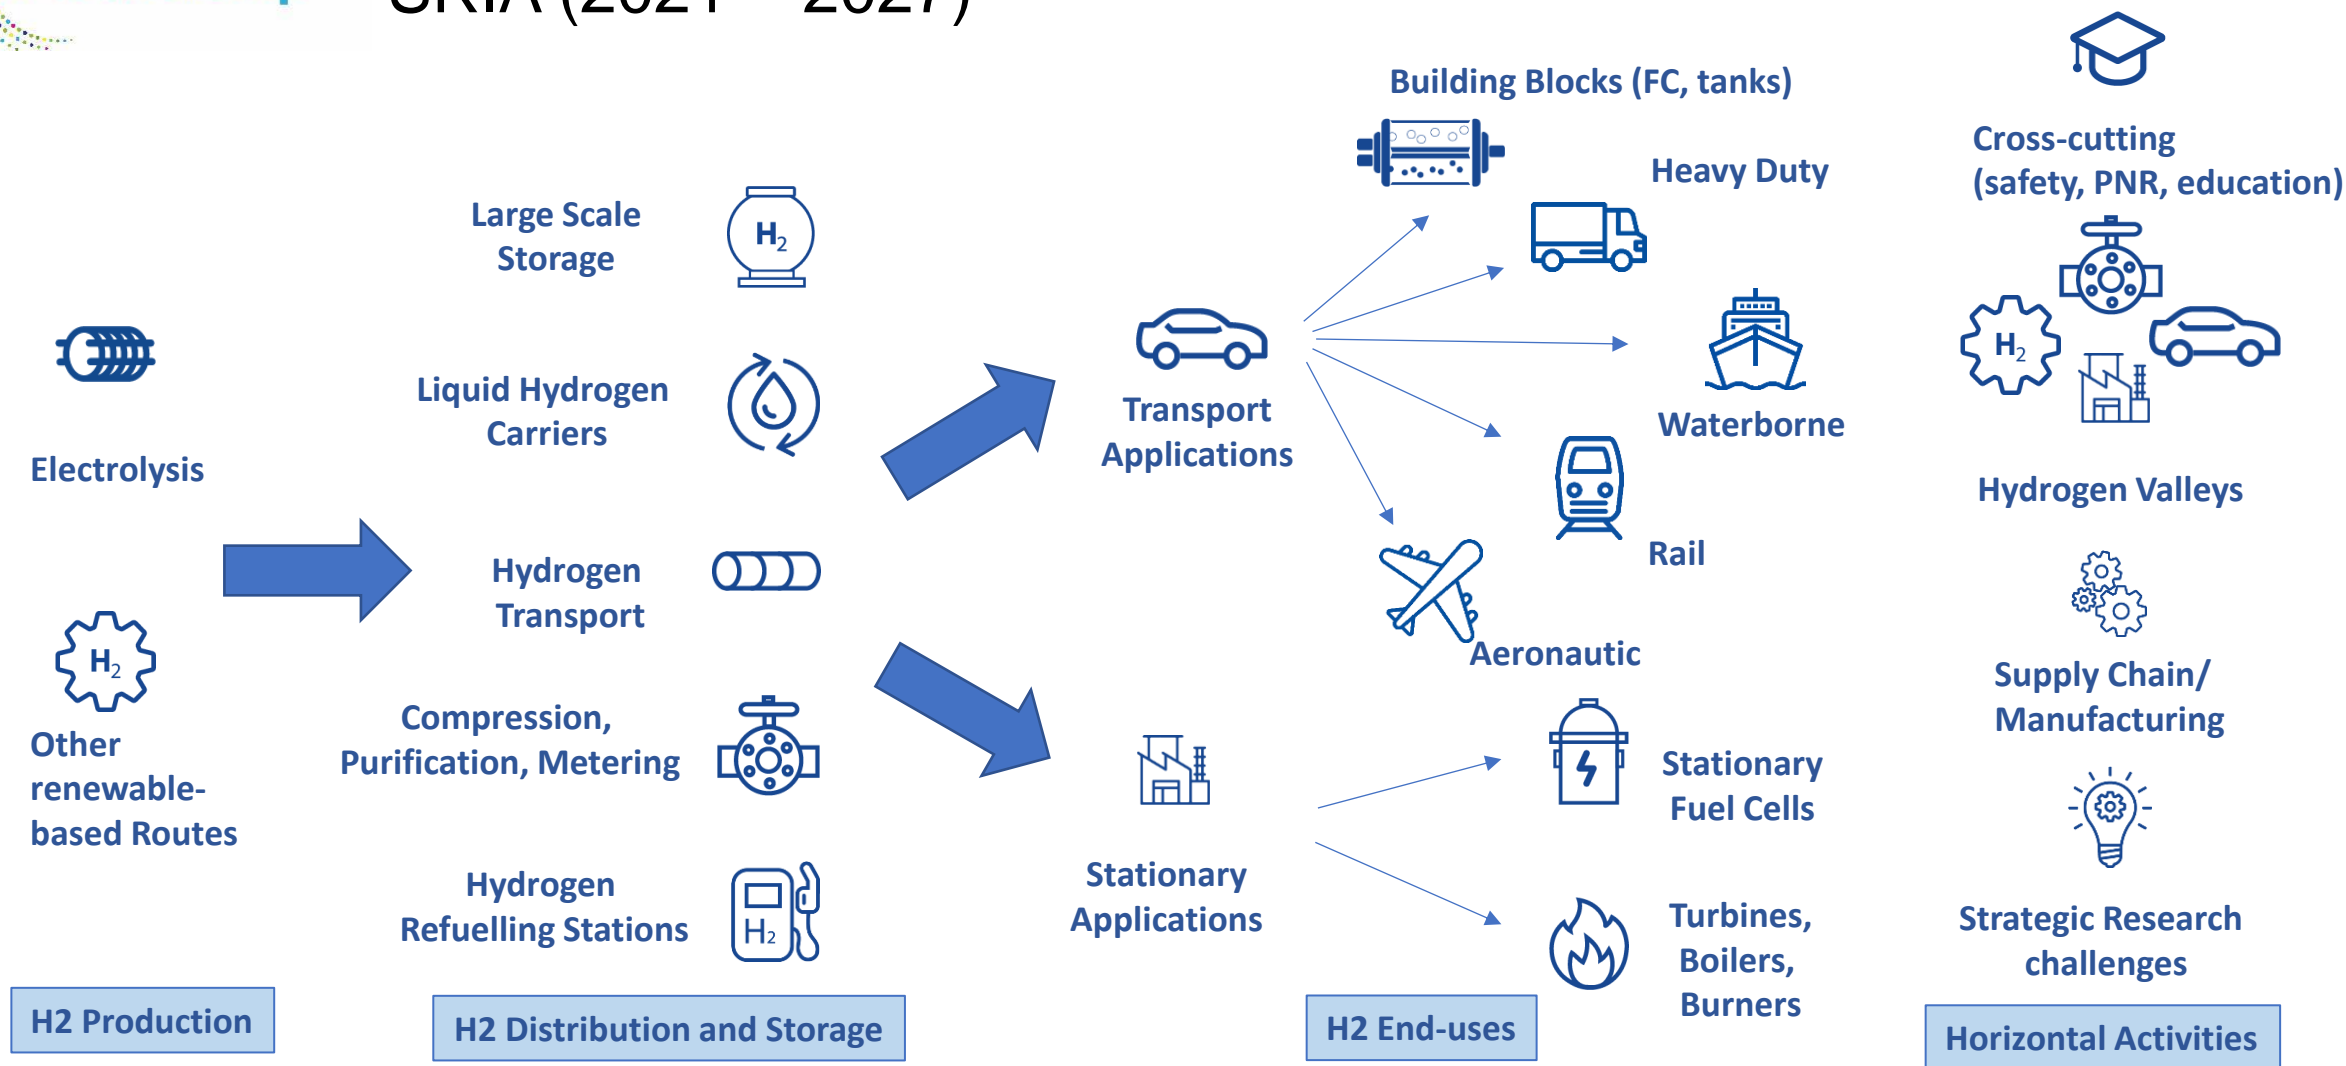 SRIA (2021 – 2027)
Electrolysis
H2
Other
renewable-
based Routes
H2 Production
Large Scale
Storage
H2
Liquid Hydrogen
Carriers
Hydrogen
Transport
Compression,
Purification, Metering
Hydrogen
Refuelling Stations
H2
H2 Distribution and Storage
Transport
Applications
Stationary
Applications
Building Blocks (FC, tanks)
Heavy Duty
Waterborne
Rail
Aeronautic
Stationary
Fuel Cells
Turbines,
Boilers,
Burners
H2 End-uses
Cross-cutting
(safety, PNR, education)
H2
Hydrogen Valleys
Supply Chain/
Manufacturing
Strategic Research
challenges
Horizontal Activities